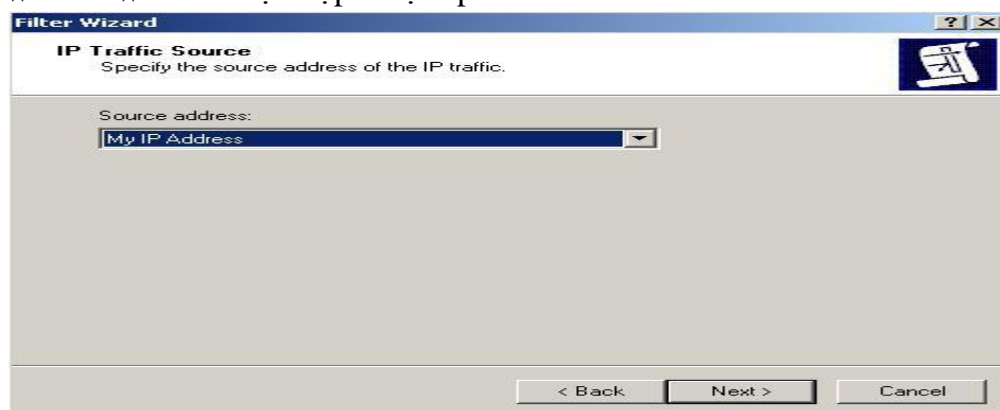 Filter Wizard
IP Traffic Source
Specify the source address of the IP traffic.
Source address:
My IP Address
< Back
Next >
Cancel